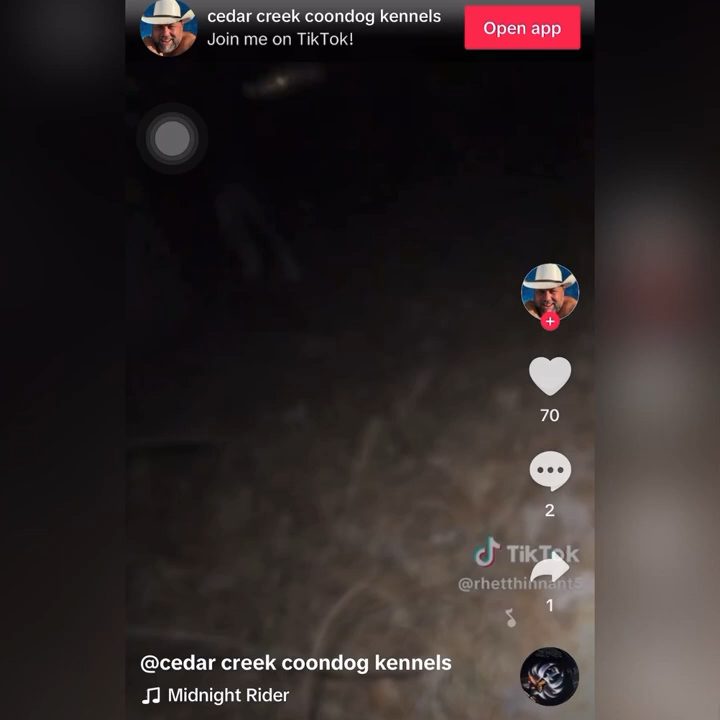 cedar creek coondog kennels
Join me on TikTok!
Open app
70
2
TikTok
@rhetthinnant5
1
@cedar creek coondog kennels
Midnight Rider